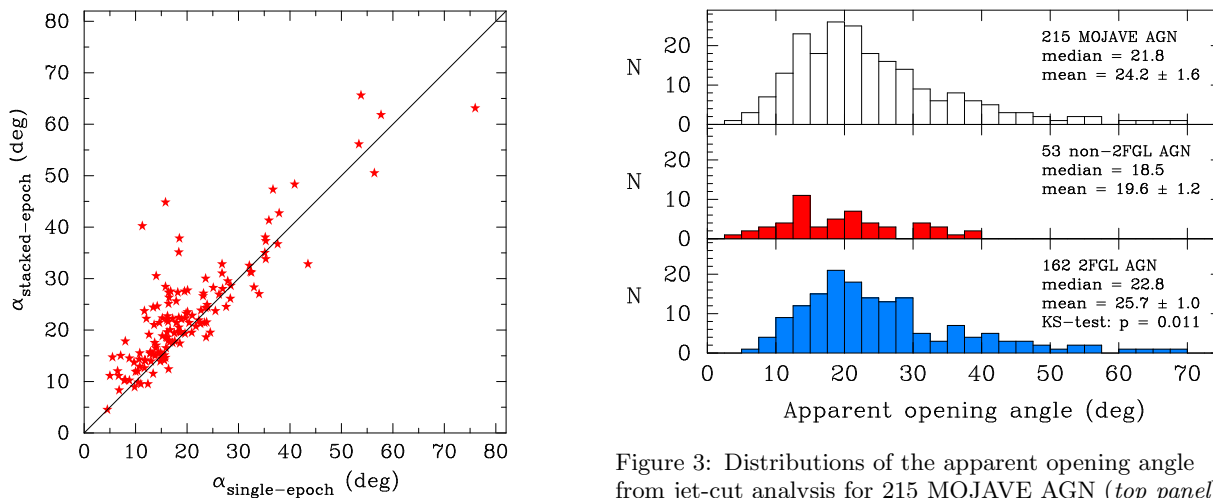 80
70
60
50
40
30
20
10
0
α stacked−epoch (deg)
0 10 20 30 40 50 60 70 80
α single−epoch (deg)
N
20
10
0
215 MOJAVE AGN
median = 21.8
mean = 24.2 ± 1.6
N
20
10
0
53 non−2FGL AGN
median = 18.5
mean = 19.6 ± 1.2
N
20
10
0
162 2FGL AGN
median = 22.8
mean = 25.7 ± 1.0
KS−test: p = 0.011
0 10 20 30 40 50 60 70
Apparent opening angle (deg)
Figure 3: Distributions of the apparent opening angle
from jet-cut analysis for 215 MOJAVE AGN (top panel)